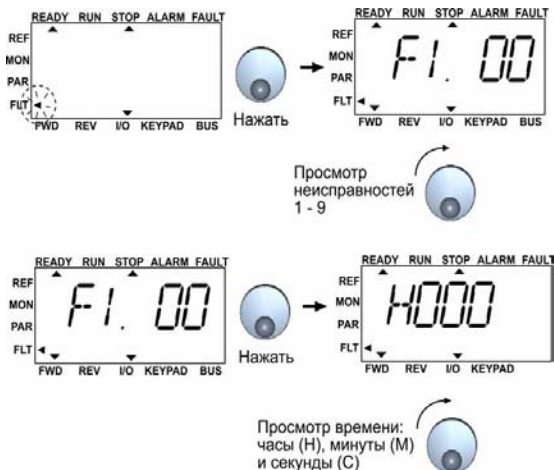 READY RUN STOP ALARM FAULT
REF
MON
PAR
FLT
FWD REV I/O KEYPAD BUS
Нажать
READY RUN STOP ALARM FAULT
REF
MON
PAR
FLT
F1. 00
FWD REV I/O KEYPAD BUS
Просмотр
неисправностей
1 - 9
READY RUN STOP ALARM FAULT
REF
MON
PAR
FLT
F1. 00
FWD REV I/O KEYPAD BUS
Нажать
READY RUN STOP ALARM FAULT
REF
MON
PAR
FLT
H000
FWD REV I/O KEYPAD
Просмотр времени:
часы (H), минуты (M)
и секунды (C)